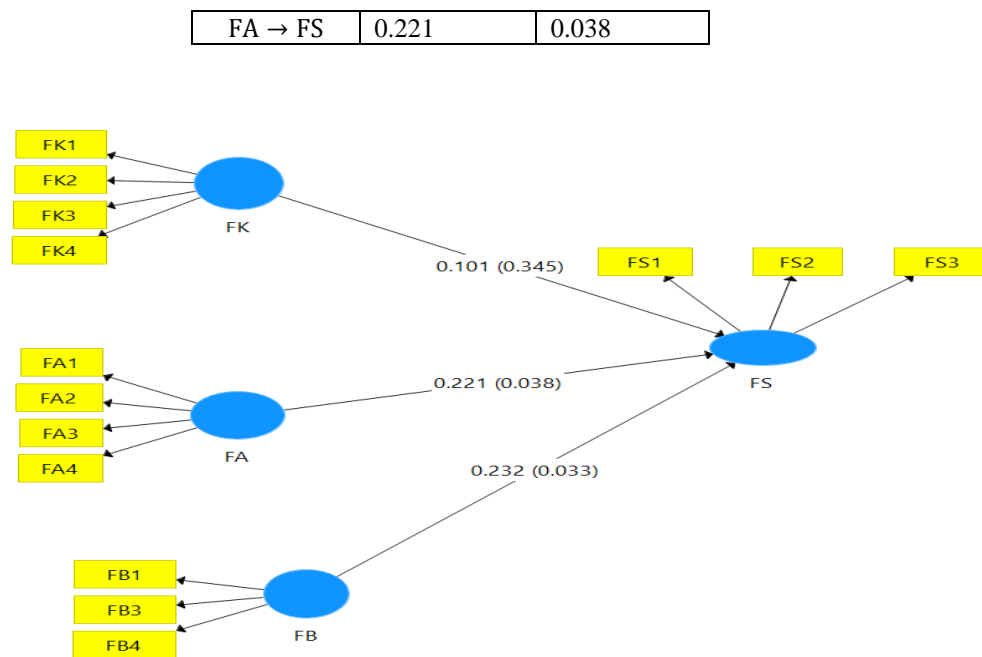 FA → FS 0.221 0.038
FK1
FK2
FK3
FK4
FK
0.101 (0.345)
FS1 FS2 FS3
FS
FA1
FA2
FA3
FA4
FA
0.221 (0.038)
0.232 (0.033)
FB1
FB3
FB4
FB